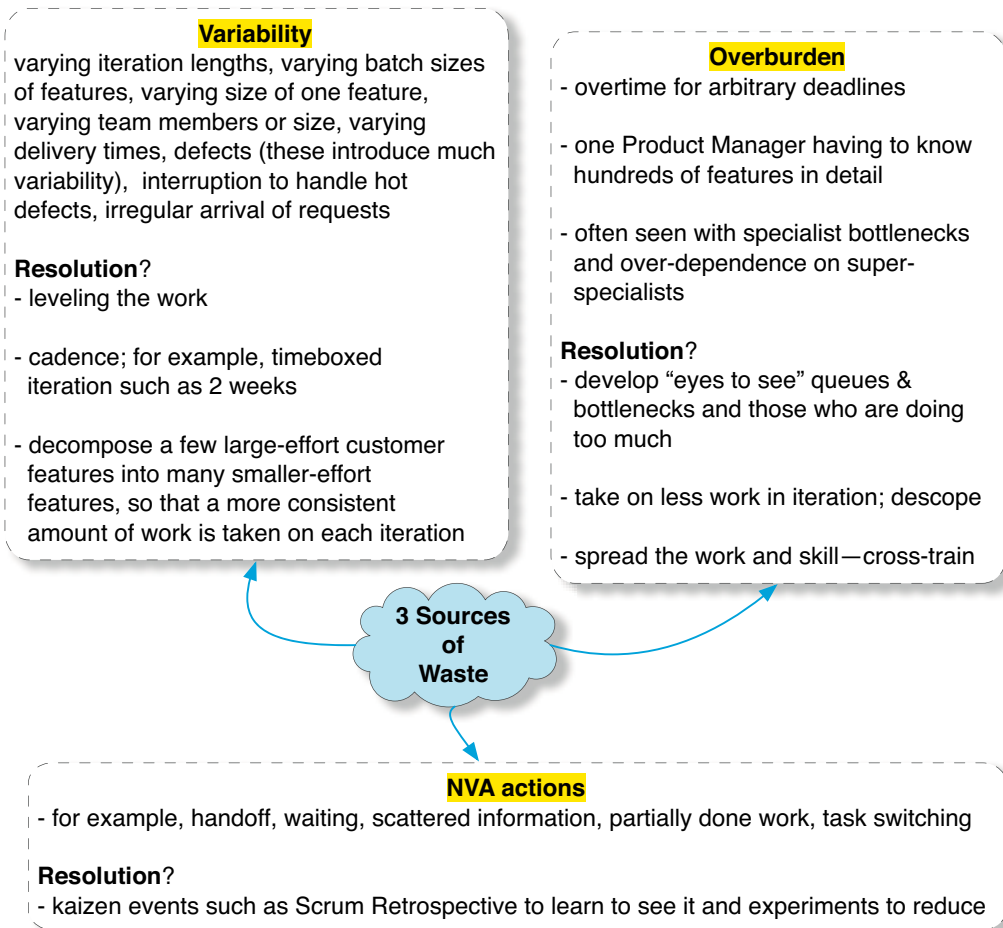 Variability
varying iteration lengths, varying batch sizes
of features, varying size of one feature,
varying team members or size, varying
delivery times, defects (these introduce much
variability), interruption to handle hot
defects, irregular arrival of requests
Resolution?
- leveling the work
- cadence; for example, timeboxed
iteration such as 2 weeks
- decompose a few large-effort customer
features into many smaller-effort
features, so that a more consistent
amount of work is taken on each iteration
Overburden
- overtime for arbitrary deadlines
- one Product Manager having to know
hundreds of features in detail
- often seen with specialist bottlenecks
and over-dependence on super-
specialists
Resolution?
- develop “eyes to see” queues &
bottlenecks and those who are doing
too much
- take on less work in iteration; descope
- spread the work and skill—cross-train
3 Sources
of
Waste
NVA actions
- for example, handoff, waiting, scattered information, partially done work, task switching
Resolution?
- kaizen events such as Scrum Retrospective to learn to see it and experiments to reduce